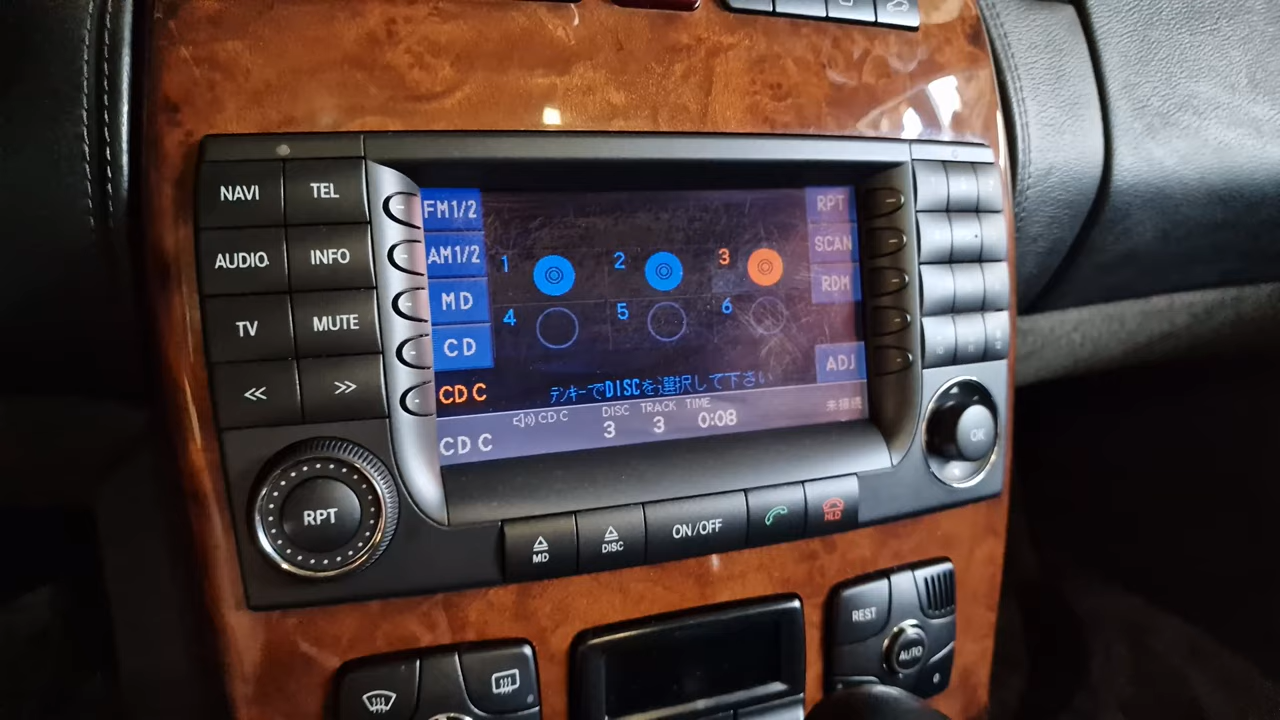 NAVI
TEL
AUDIO
INFO
TV
MUTE
<<
>>
RPT
FM1/2
AM1/2
MD
CD
CD C
1
2
3
4
5
6
RPT
SCAN
RDM
ADJ
テンキーでDISCを選択して下さい
CD C
DISC TRACK TIME
未接続
CD C
3 3 0:08
OK
MD
DISC
ON/OFF
HLD
REST
AUTO